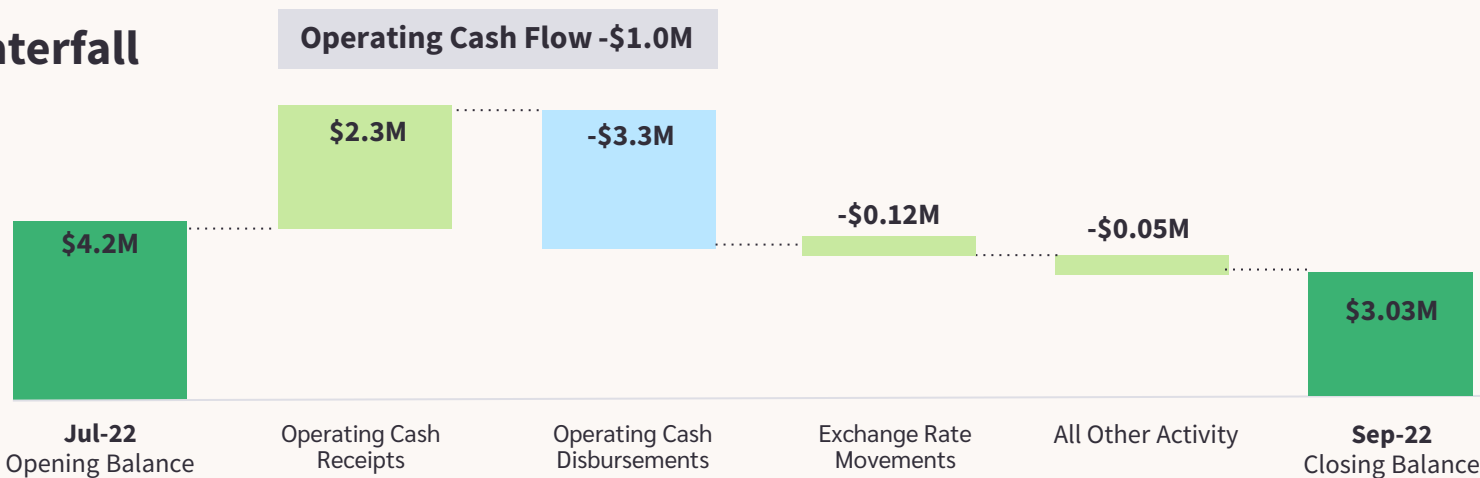 Operating Cash Flow -$1.0M
$2.3M
-$3.3M
-$0.12M
-$0.05M
$4.2M
$3.03M
Jul-22
Opening Balance
Operating Cash
Receipts
Operating Cash
Disbursements
Exchange Rate
Movements
All Other Activity
Sep-22
Closing Balance